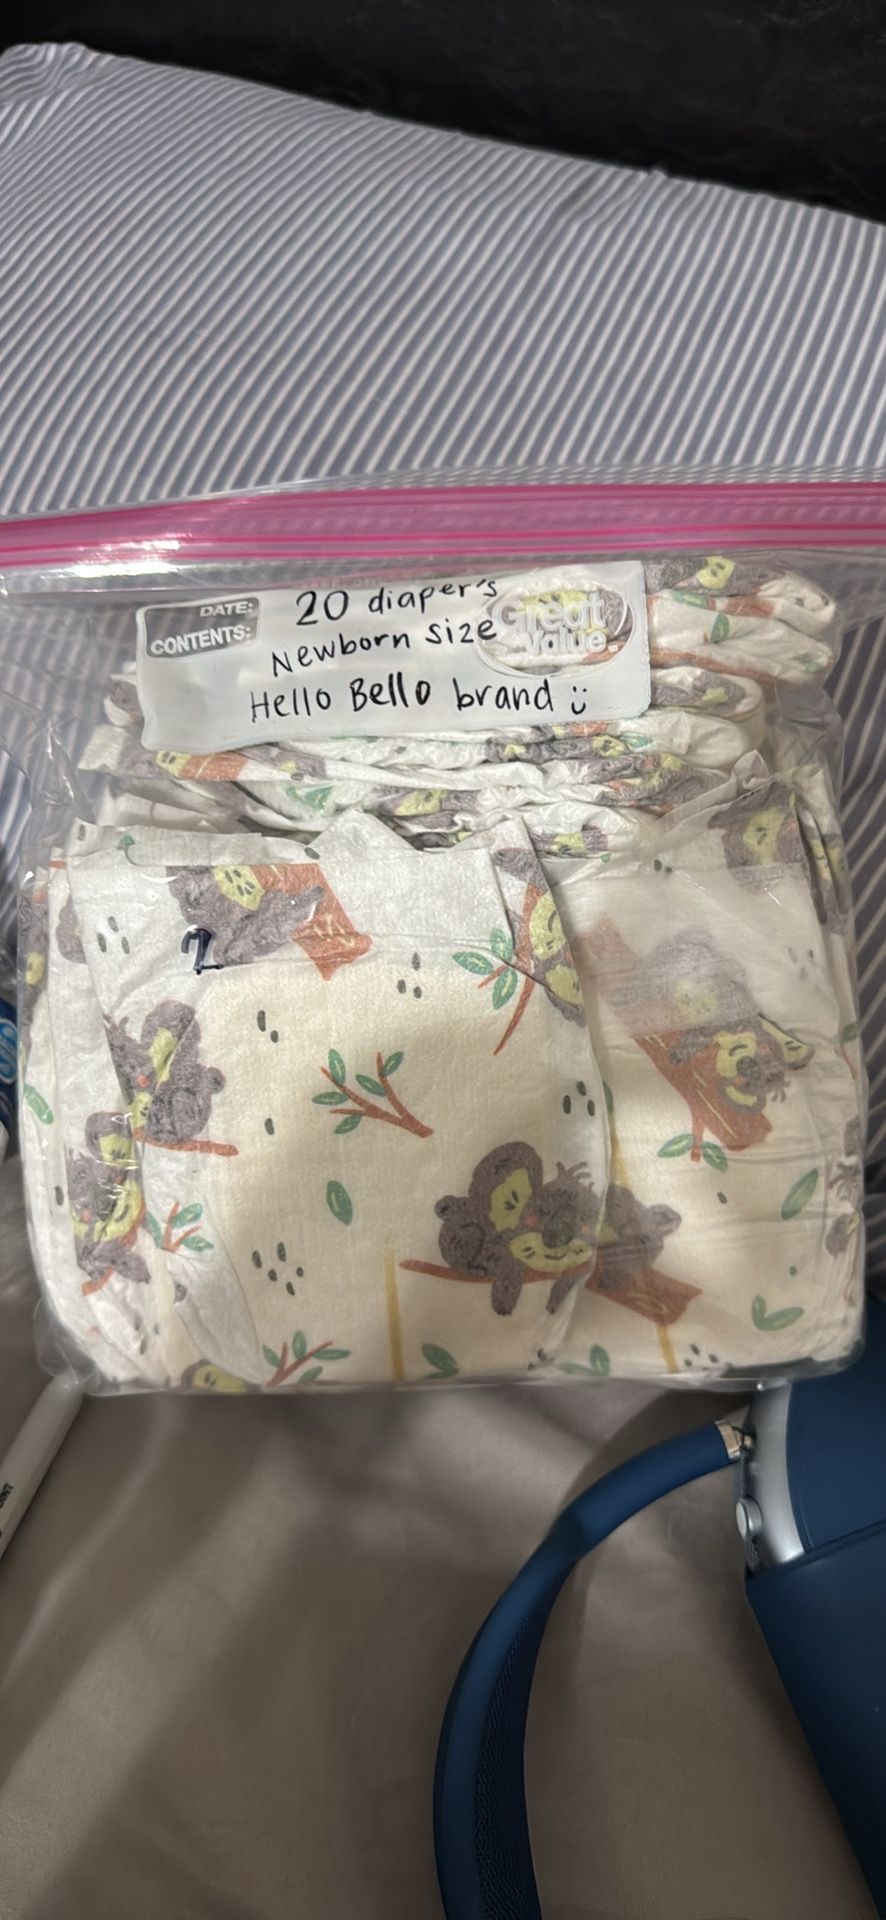 DATE:
CONTENTS:
20 diaper's
Newborn size
Hello Bello brand ü
Great
Value
2